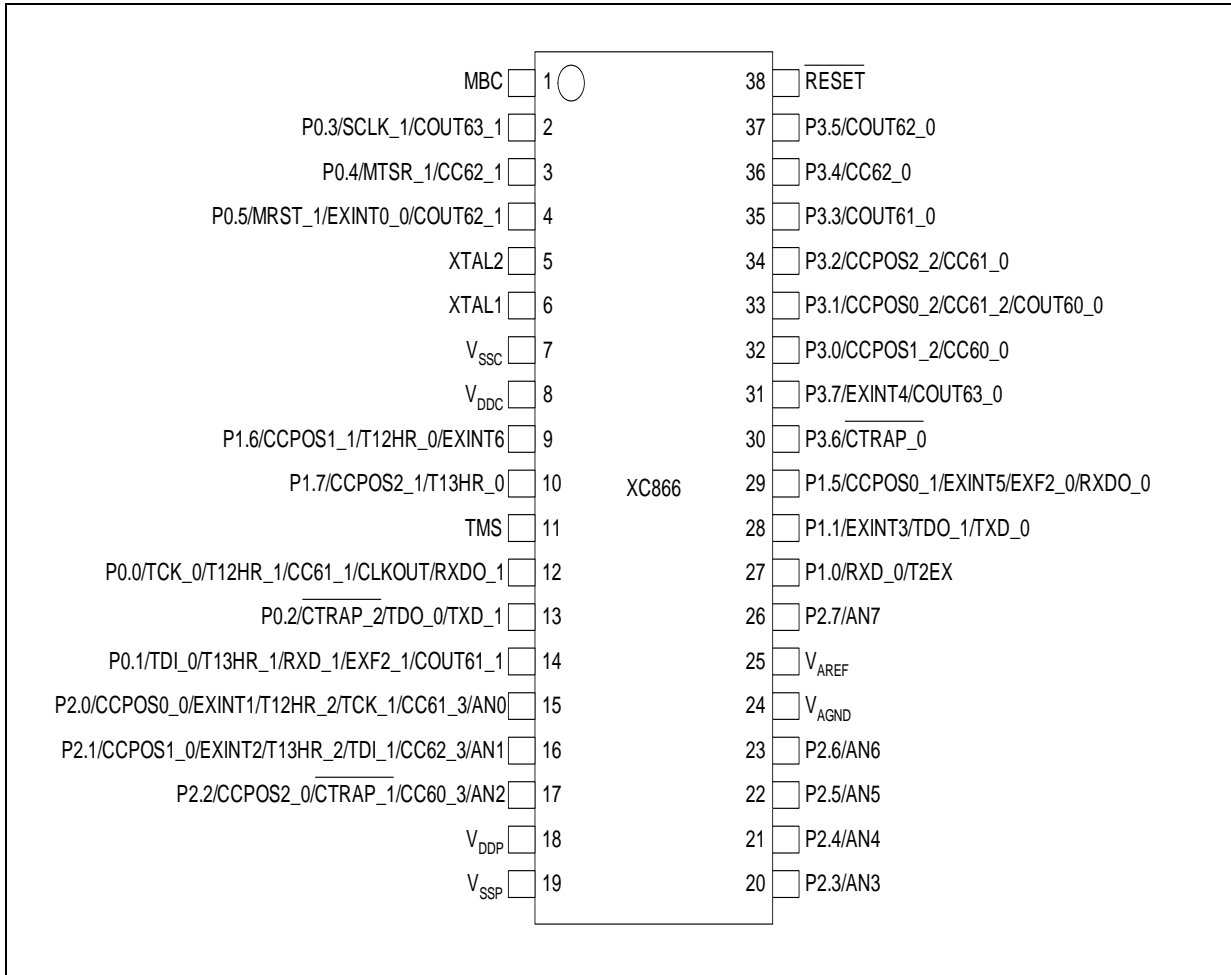 MBC 1 38 RESET
P0.3/SCLK_1/COUT63_1 2 37 P3.5/COUT62_0
P0.4/MTSR_1/CC62_1 3 36 P3.4/CC62_0
P0.5/MRST_1/EXINT0_0/COUT62_1 4 35 P3.3/COUT61_0
XTAL2 5 34 P3.2/CCPOS2_2/CC61_0
XTAL1 6 33 P3.1/CCPOS0_2/CC61_2/COUT60_0
VSSC 7 32 P3.0/CCPOS1_2/CC60_0
VDDC 8 31 P3.7/EXINT4/COUT63_0
P1.6/CCPOS1_1/T12HR_0/EXINT6 9 30 P3.6/CTRAP_0
P1.7/CCPOS2_1/T13HR_0 10 XC866 29 P1.5/CCPOS0_1/EXINT5/EXF2_0/RXDO_0
TMS 11 28 P1.1/EXINT3/TDO_1/TXD_0
P0.0/TCK_0/T12HR_1/CC61_1/CLKOUT/RXDO_1 12 27 P1.0/RXD_0/T2EX
P0.2/CTRAP_2/TDO_0/TXD_1 13 26 P2.7/AN7
P0.1/TDI_0/T13HR_1/RXD_1/EXF2_1/COUT61_1 14 25 VAREF
P2.0/CCPOS0_0/EXINT1/T12HR_2/TCK_1/CC61_3/AN0 15 24 VAGND
P2.1/CCPOS1_0/EXINT2/T13HR_2/TDI_1/CC62_3/AN1 16 23 P2.6/AN6
P2.2/CCPOS2_0/CTRAP_1/CC60_3/AN2 17 22 P2.5/AN5
VDDP 18 21 P2.4/AN4
VSSP 19 20 P2.3/AN3